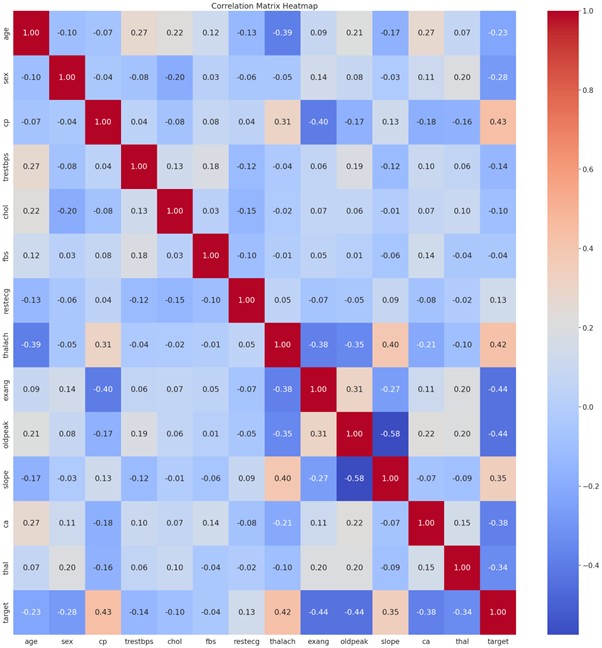 Correlation Matrix Heatmap
age 1.00 -0.10 -0.07 0.27 0.22 0.12 -0.13 -0.39 0.09 0.21 -0.17 0.27 0.07 -0.23
sex -0.10 1.00 -0.04 -0.08 -0.20 0.03 -0.06 -0.05 0.14 0.08 -0.03 0.11 0.20 -0.28
cp -0.07 -0.04 1.00 0.04 -0.08 0.08 0.04 0.31 -0.40 -0.17 0.13 -0.18 -0.16 0.43
trestbps 0.27 -0.08 0.04 1.00 0.13 0.18 -0.12 -0.04 0.06 0.19 -0.12 0.10 0.06 -0.14
chol 0.22 -0.20 -0.08 0.13 1.00 0.03 -0.15 -0.01 0.07 0.06 -0.01 0.07 0.10 -0.10
fbs 0.12 0.03 0.08 0.18 0.03 1.00 -0.10 -0.01 0.05 0.01 -0.06 0.14 -0.04 -0.04
restecg -0.13 -0.06 0.04 -0.12 -0.15 -0.10 1.00 0.05 -0.07 -0.05 0.09 -0.08 -0.02 0.13
thalach -0.39 -0.05 0.31 -0.04 -0.02 -0.01 0.05 1.00 -0.38 -0.35 0.40 -0.21 -0.10 0.42
exang 0.09 0.14 -0.40 0.06 0.07 0.05 -0.07 -0.38 1.00 0.31 -0.27 0.11 0.20 -0.44
oldpeak 0.21 0.08 -0.17 0.19 0.06 0.01 -0.05 -0.35 0.31 1.00 -0.58 0.22 0.20 -0.44
slope -0.17 -0.03 0.13 -0.12 -0.01 -0.06 0.09 0.40 -0.27 -0.58 1.00 -0.07 -0.09 0.35
ca 0.27 0.11 -0.18 0.10 0.07 0.14 -0.08 -0.21 0.11 0.22 -0.07 1.00 0.15 -0.38
thal 0.07 0.20 -0.16 0.06 0.10 -0.04 -0.02 -0.10 0.20 0.20 -0.09 0.15 1.00 -0.34
target -0.23 -0.28 0.43 -0.14 -0.10 -0.04 0.13 0.42 -0.44 -0.44 0.35 -0.38 -0.34 1.00
age sex cp trestbps chol fbs restecg thalach exang oldpeak slope ca thal target
1.0
0.8
0.6
0.4
0.2
0.0
−0.2
−0.4